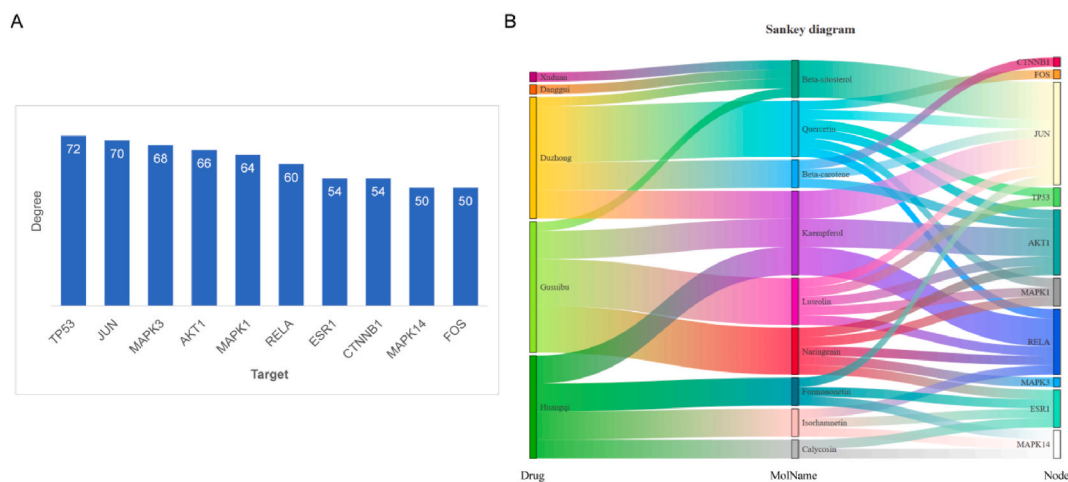 A
72
70
68
66
64
60
54
54
50
50
Degree
TP53
JUN
MAPK3
AKT1
MAPK1
RELA
ESR1
CTNNB1
MAPK14
FOS
Target
B
Sankey diagram
Xuduan
Danggui
Duzhong
Gusuibu
Huangqi
Beta-sitosterol
Quercetin
Beta-carotene
Kaempferol
Luteolin
Naringenin
Formononetin
Isorhamnetin
Calycosin
CTNNB1
FOS
JUN
TP53
AKT1
MAPK1
RELA
MAPK3
ESR1
MAPK14
Drug
MolName
Node